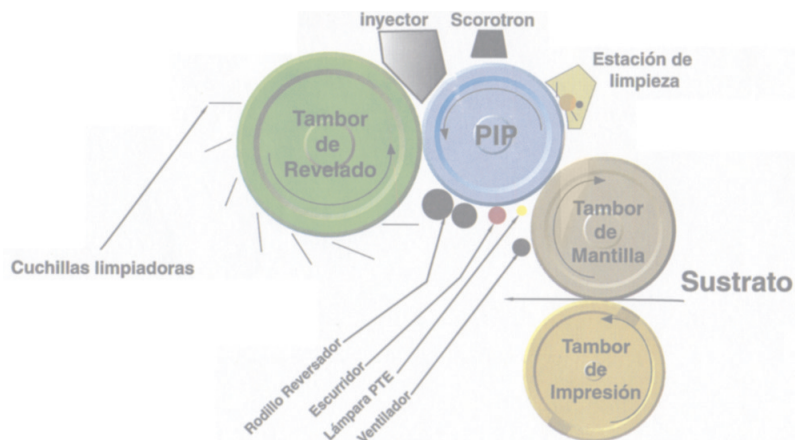 inyector
Scorotron
Estación de
limpieza
Tambor
de
Revelado
PIP
Tambor
de
Mantilla
Cuchillas limpiadoras
Sustrato
Tambor
de
Impresión
Rodillo Reversador
Escurridor
Lámpara PTE
Ventilador